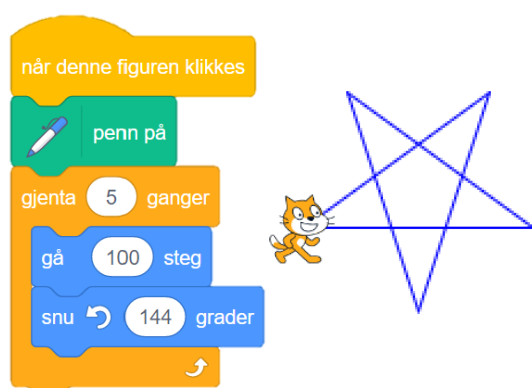 når denne figuren klikkes
penn på
gjenta 5 ganger
gå 100 steg
snu 144 grader